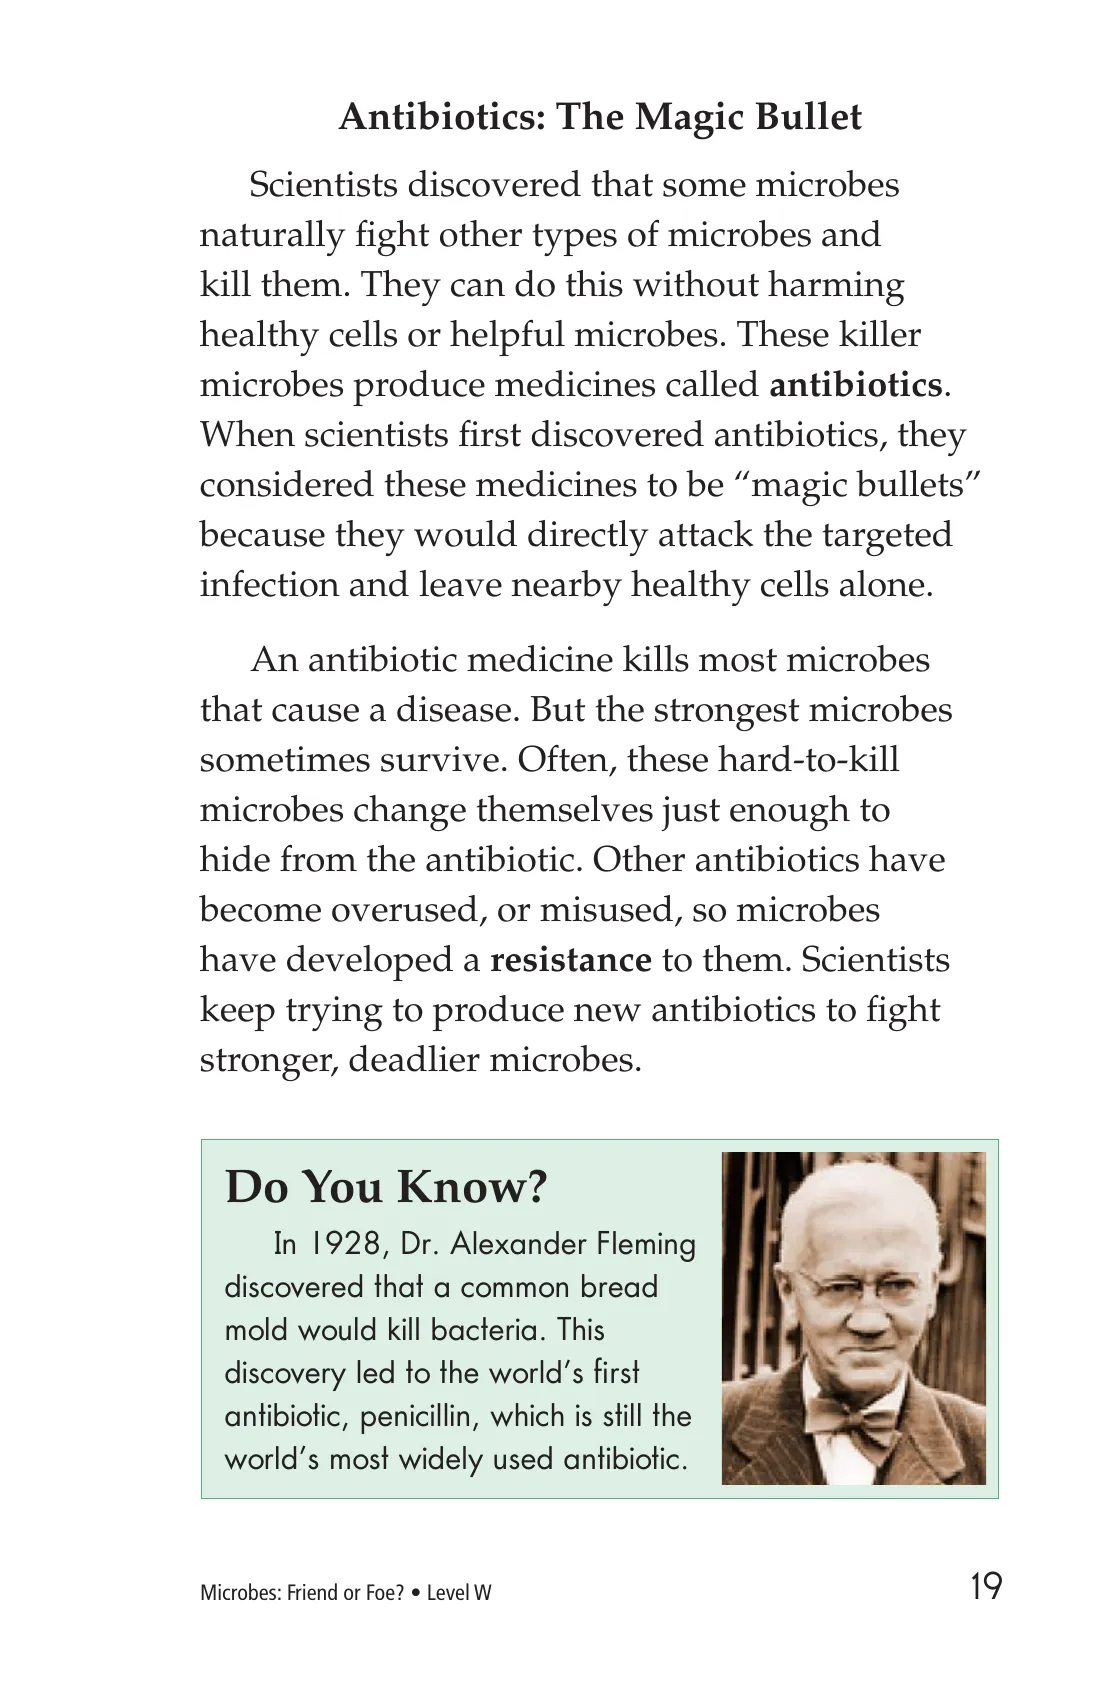 Antibiotics: The Magic Bullet
Scientists discovered that some microbes
naturally fight other types of microbes and
kill them. They can do this without harming
healthy cells or helpful microbes. These killer
microbes produce medicines called antibiotics.
When scientists first discovered antibiotics, they
considered these medicines to be “magic bullets”
because they would directly attack the targeted
infection and leave nearby healthy cells alone.
An antibiotic medicine kills most microbes
that cause a disease. But the strongest microbes
sometimes survive. Often, these hard-to-kill
microbes change themselves just enough to
hide from the antibiotic. Other antibiotics have
become overused, or misused, so microbes
have developed a resistance to them. Scientists
keep trying to produce new antibiotics to fight
stronger, deadlier microbes.
Do You Know?
In 1928, Dr. Alexander Fleming
discovered that a common bread
mold would kill bacteria. This
discovery led to the world’s first
antibiotic, penicillin, which is still the
world’s most widely used antibiotic.
Microbes: Friend or Foe? • Level W
19